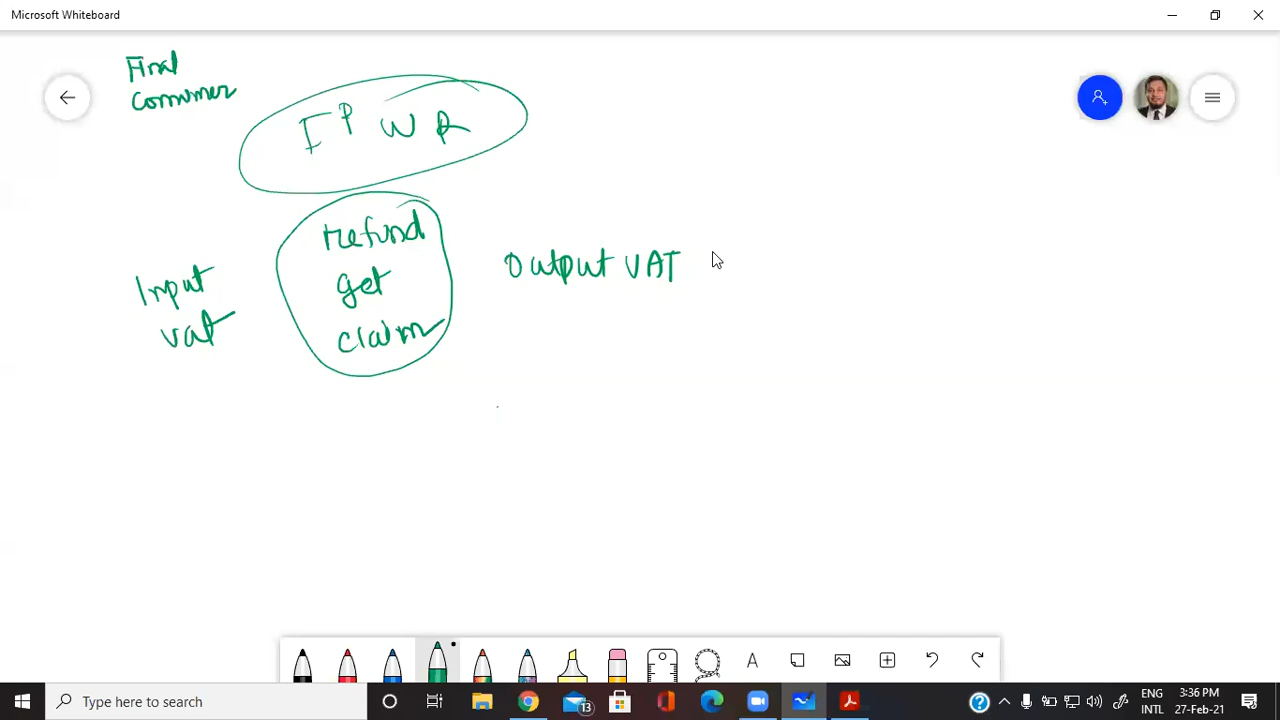 Microsoft Whiteboard
Final
Consumer
I P W R
refund
get
claim
Input
vat
Output VAT
A
Type here to search
13
ENG
INTL
3:36 PM
27-Feb-21